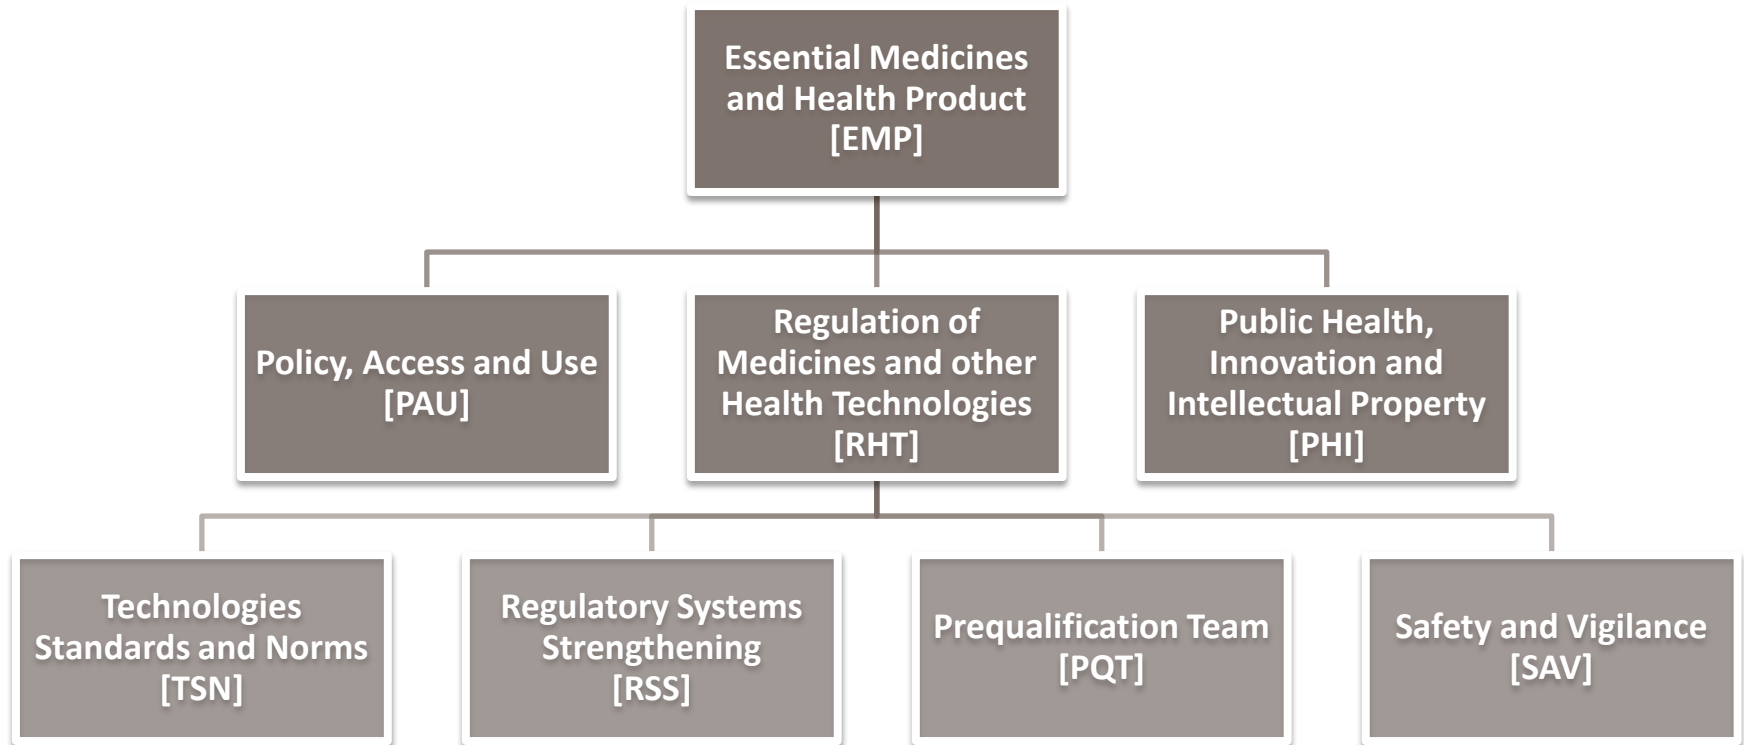 Essential Medicines
and Health Product
[EMP]
Policy, Access and Use
[PAU]
Regulation of
Medicines and other
Health Technologies
[RHT]
Public Health,
Innovation and
Intellectual Property
[PHI]
Technologies
Standards and Norms
[TSN]
Regulatory Systems
Strengthening
[RSS]
Prequalification Team
[PQT]
Safety and Vigilance
[SAV]